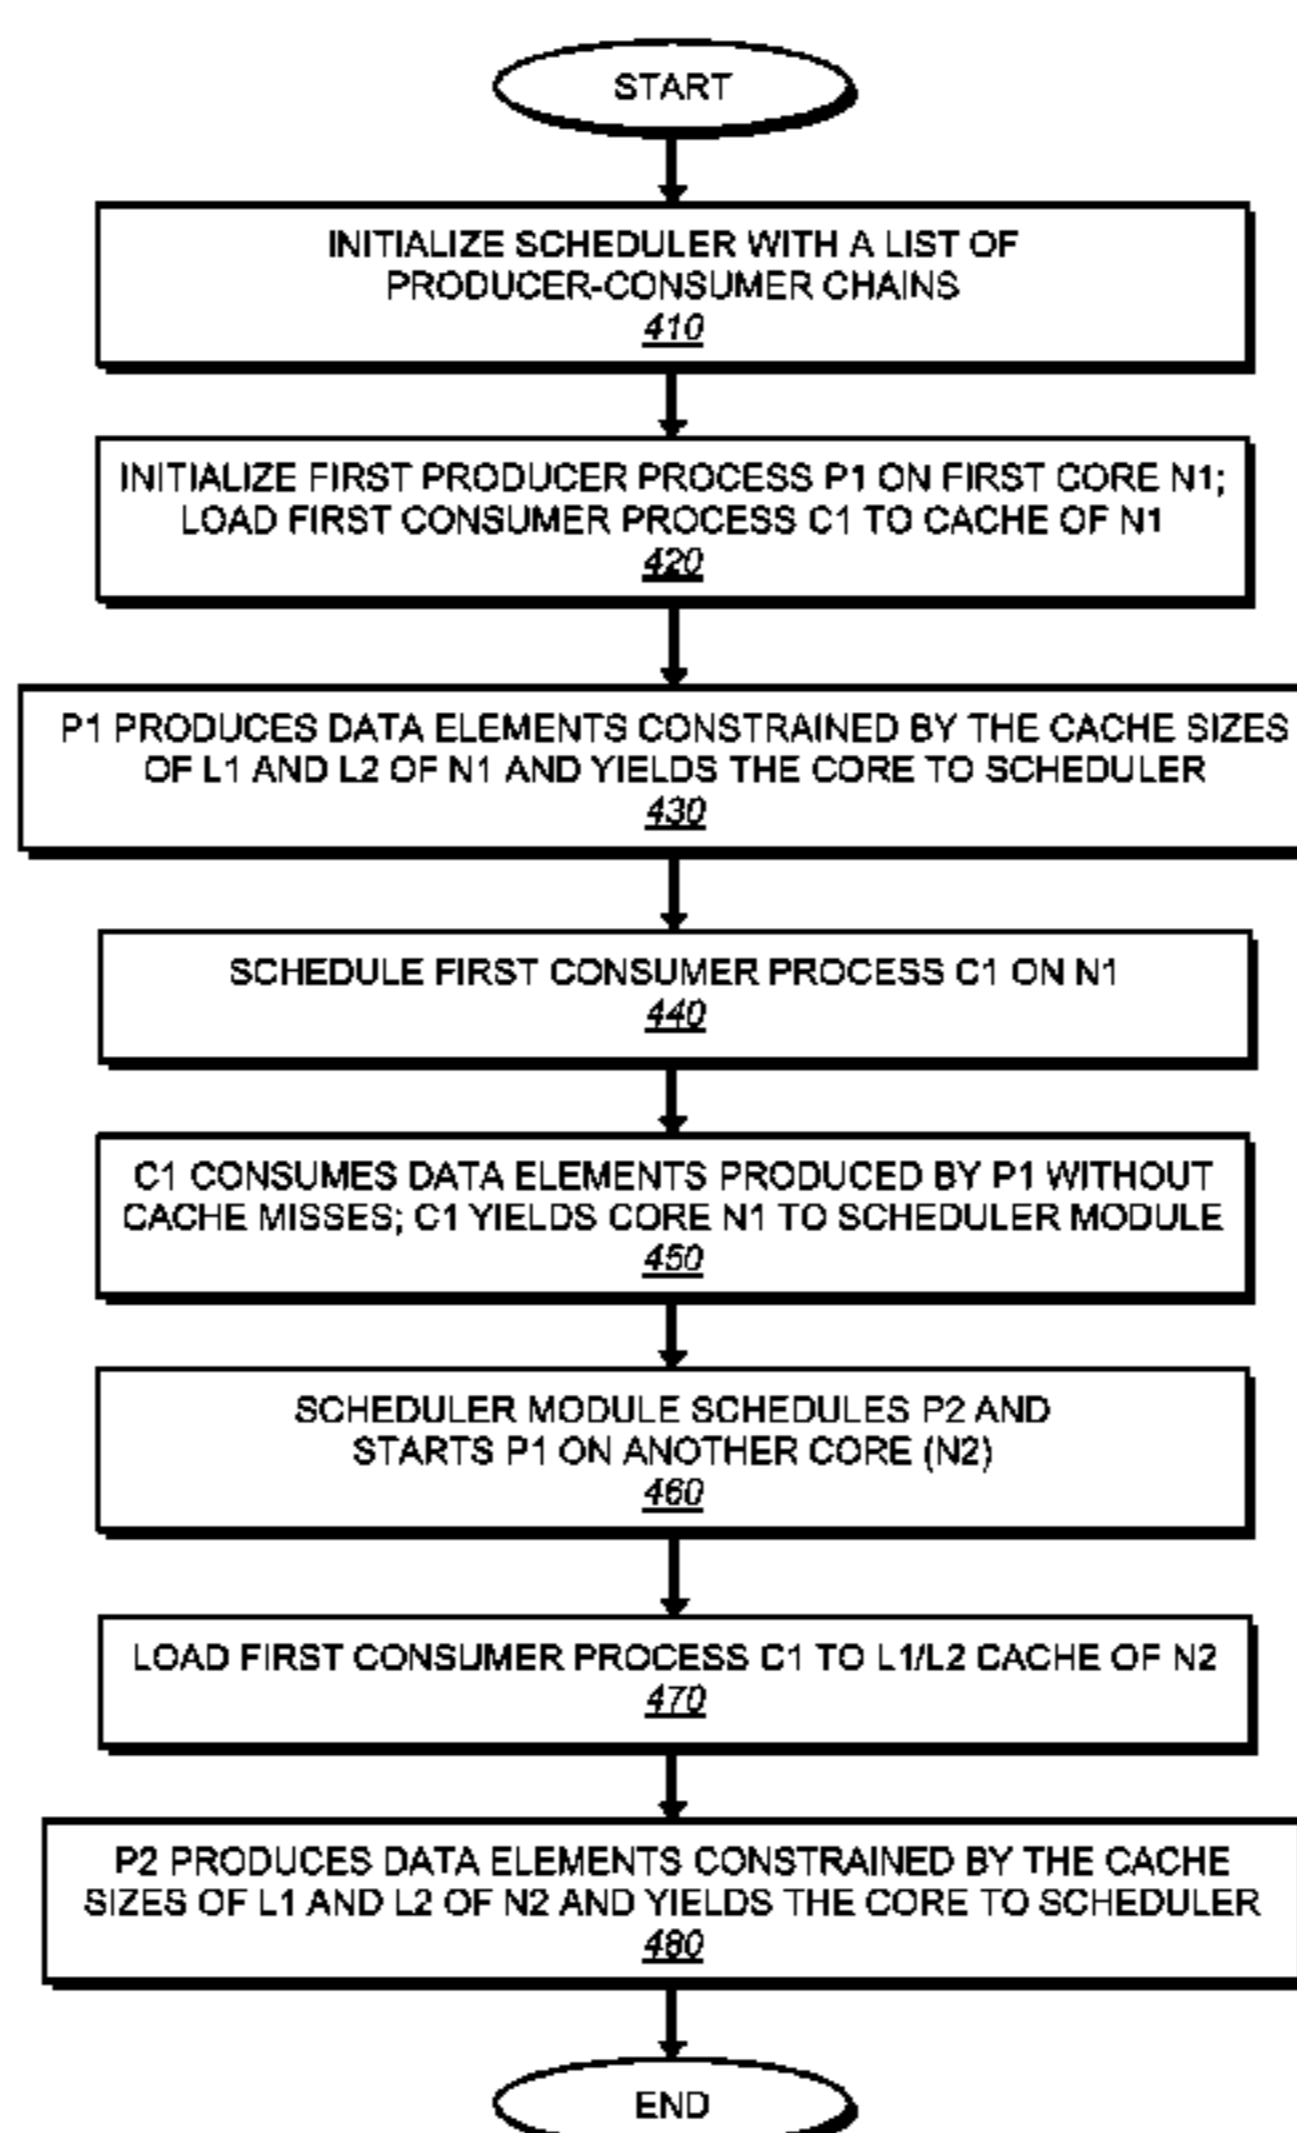 START
INITIALIZE SCHEDULER WITH A LIST OF
PRODUCER-CONSUMER CHAINS
410
INITIALIZE FIRST PRODUCER PROCESS P1 ON FIRST CORE N1;
LOAD FIRST CONSUMER PROCESS C1 TO CACHE OF N1
420
P1 PRODUCES DATA ELEMENTS CONSTRAINED BY THE CACHE SIZES
OF L1 AND L2 OF N1 AND YIELDS THE CORE TO SCHEDULER
430
SCHEDULE FIRST CONSUMER PROCESS C1 ON N1
440
C1 CONSUMES DATA ELEMENTS PRODUCED BY P1 WITHOUT
CACHE MISSES; C1 YIELDS CORE N1 TO SCHEDULER MODULE
450
SCHEDULER MODULE SCHEDULES P2 AND
STARTS P1 ON ANOTHER CORE (N2)
460
LOAD FIRST CONSUMER PROCESS C1 TO L1/L2 CACHE OF N2
470
P2 PRODUCES DATA ELEMENTS CONSTRAINED BY THE CACHE
SIZES OF L1 AND L2 OF N2 AND YIELDS THE CORE TO SCHEDULER
480
END